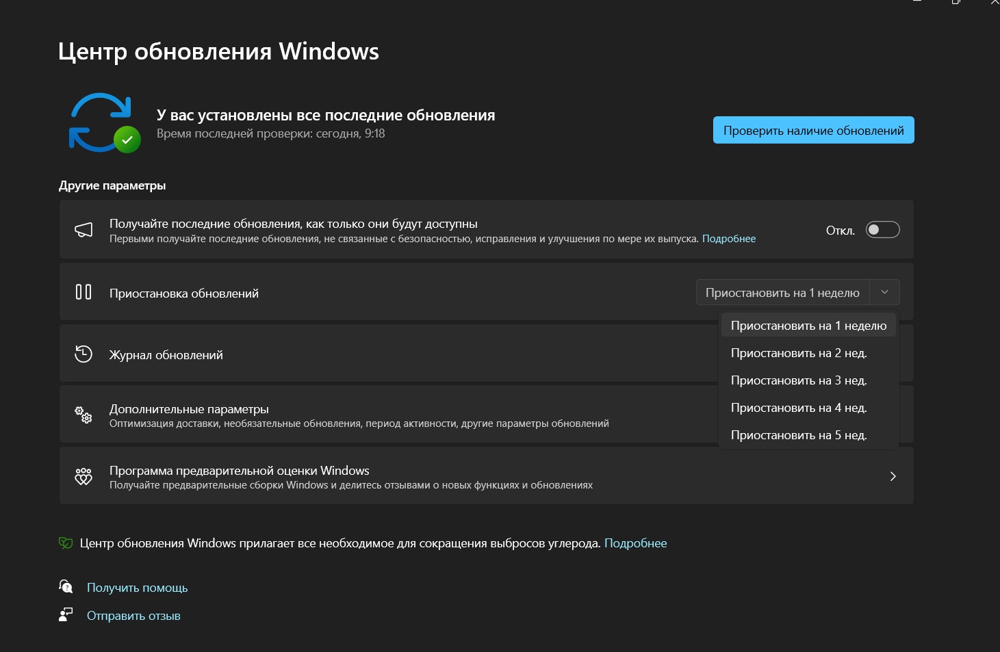 Центр обновления Windows
У вас установлены все последние обновления
Время последней проверки: сегодня, 9:18
Проверить наличие обновлений
Другие параметры
Получайте последние обновления, как только они будут доступны
Первыми получайте последние обновления, не связанные с безопасностью, исправления и улучшения по мере их выпуска. Подробнее
Откл.
Приостановка обновлений
Приостановить на 1 неделю
Приостановить на 1 неделю
Приостановить на 2 нед.
Приостановить на 3 нед.
Приостановить на 4 нед.
Приостановить на 5 нед.
Журнал обновлений
Дополнительные параметры
Оптимизация доставки, необязательные обновления, период активности, другие параметры обновлений
Программа предварительной оценки Windows
Получайте предварительные сборки Windows и делитесь отзывами о новых функциях и обновлениях
Центр обновления Windows прилагает все необходимое для сокращения выбросов углерода. Подробнее
Получить помощь
Отправить отзыв